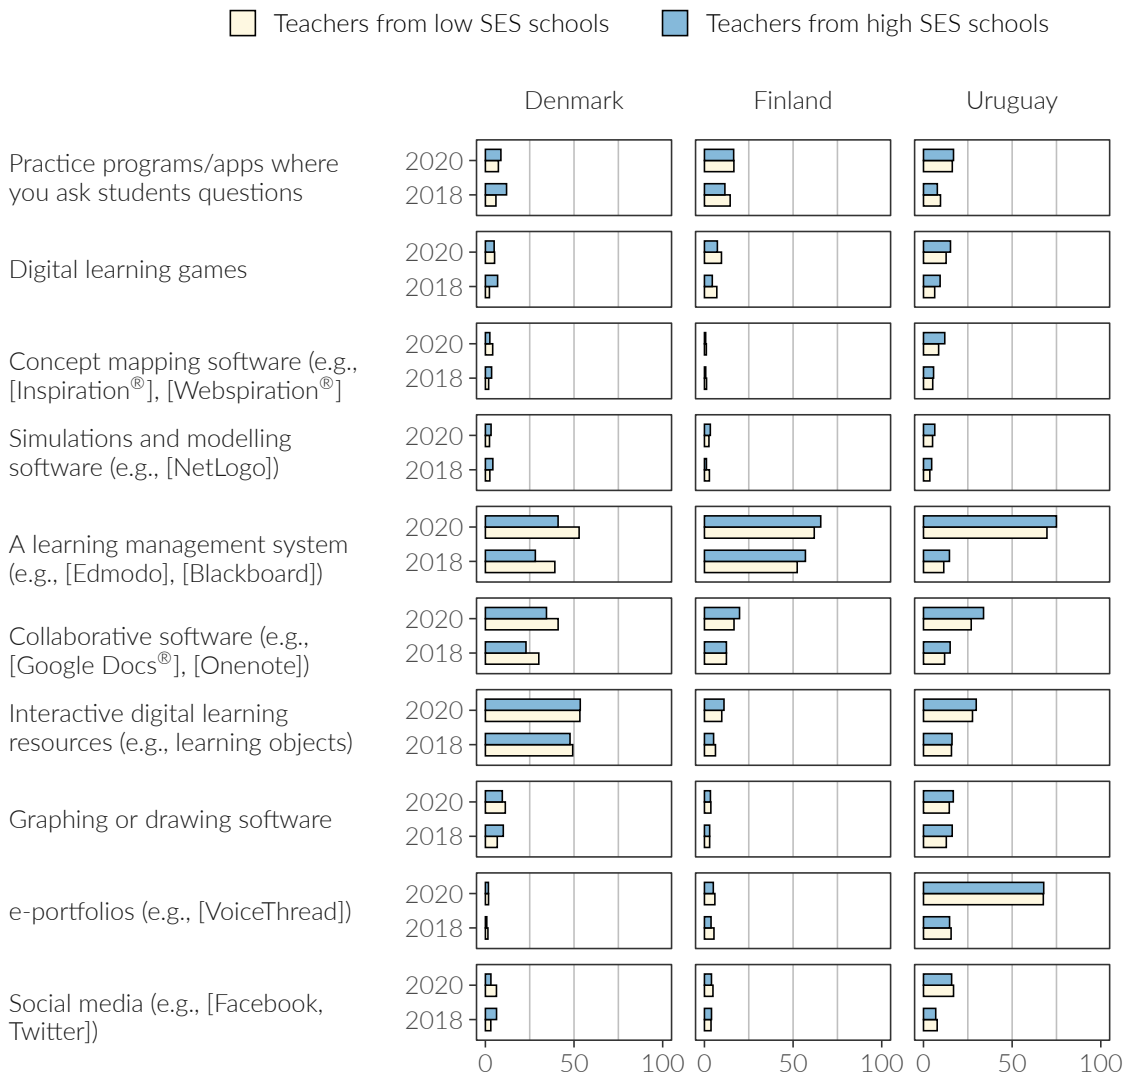 Teachers from low SES schools Teachers from high SES schools
Denmark Finland Uruguay
Practice programs/apps where
you ask students questions
2020
2018
Digital learning games
2020
2018
Concept mapping software (e.g.,
[Inspiration®], [Webspiration®]
2020
2018
Simulations and modelling
software (e.g., [NetLogo])
2020
2018
A learning management system
(e.g., [Edmodo], [Blackboard])
2020
2018
Collaborative software (e.g.,
[Google Docs®], [Onenote])
2020
2018
Interactive digital learning
resources (e.g., learning objects)
2020
2018
Graphing or drawing software
2020
2018
e-portfolios (e.g., [VoiceThread])
2020
2018
Social media (e.g., [Facebook,
Twitter])
2020
2018
0 50 100 0 50 100 0 50 100